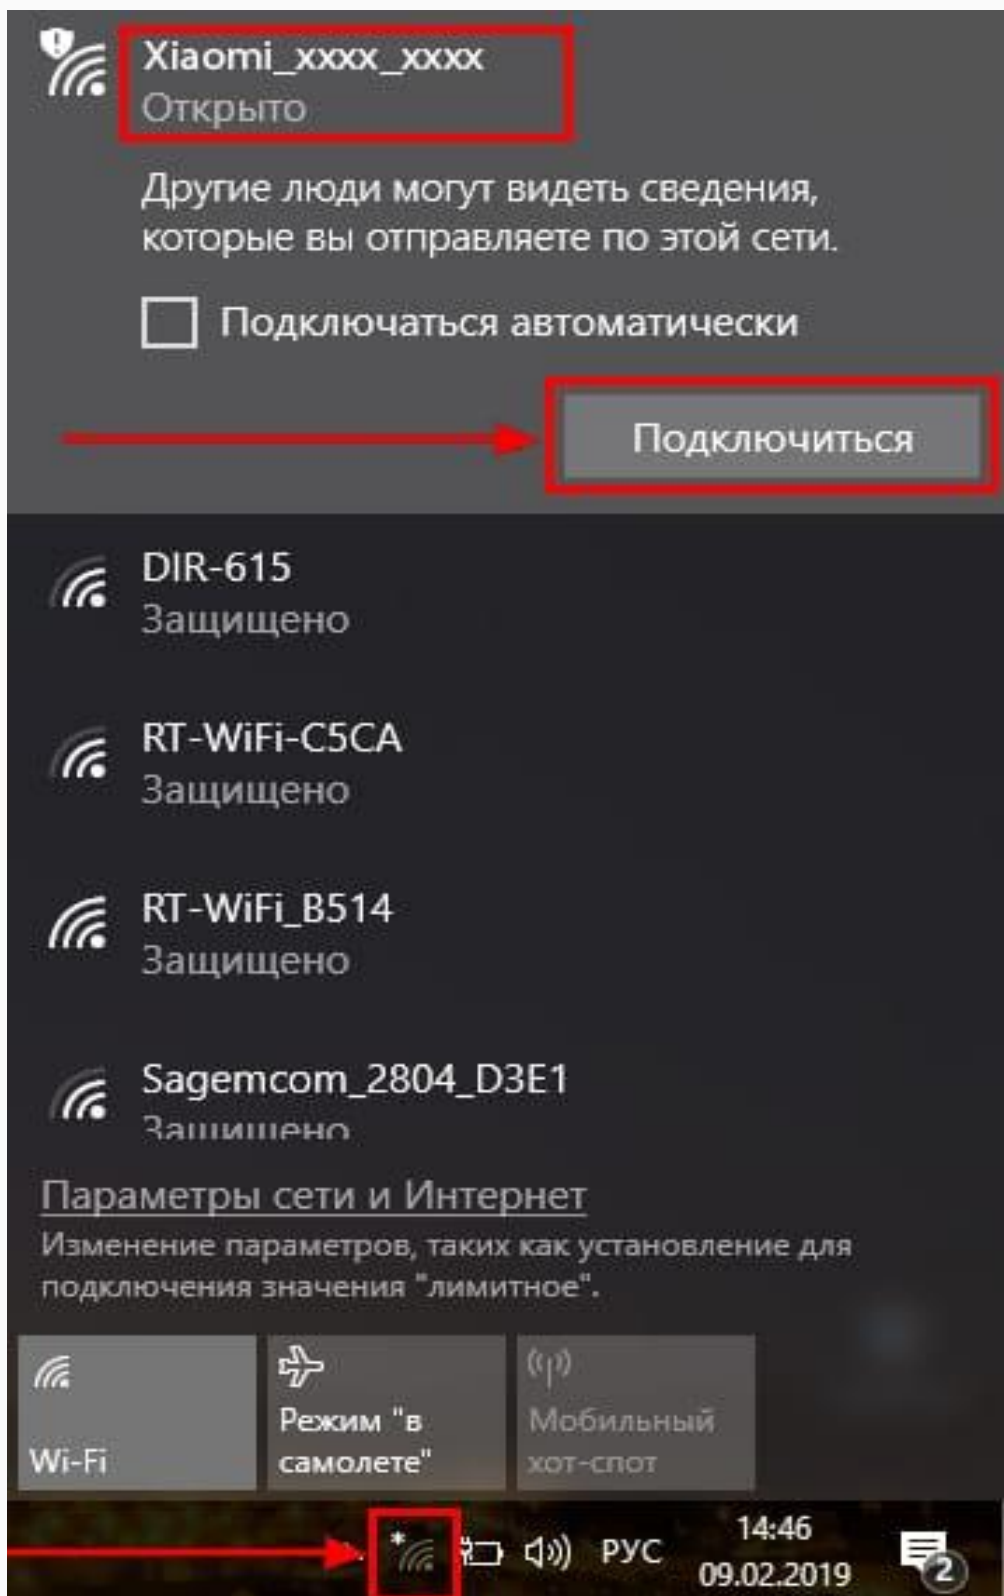 Xiaomi_xxxx_xxxx
Открыто
Другие люди могут видеть сведения,
которые вы отправляете по этой сети.
Подключаться автоматически
Подключиться
DIR-615
Защищено
RT-WiFi-C5CA
Защищено
RT-WiFi_B514
Защищено
Sagemcom_2804_D3E1
Защищено
Параметры сети и Интернет
Изменение параметров, таких как установление для
подключения значения "лимитное".
Wi-Fi
Режим "в
самолете"
Мобильный
хот-спот
РУС
14:46
09.02.2019
2